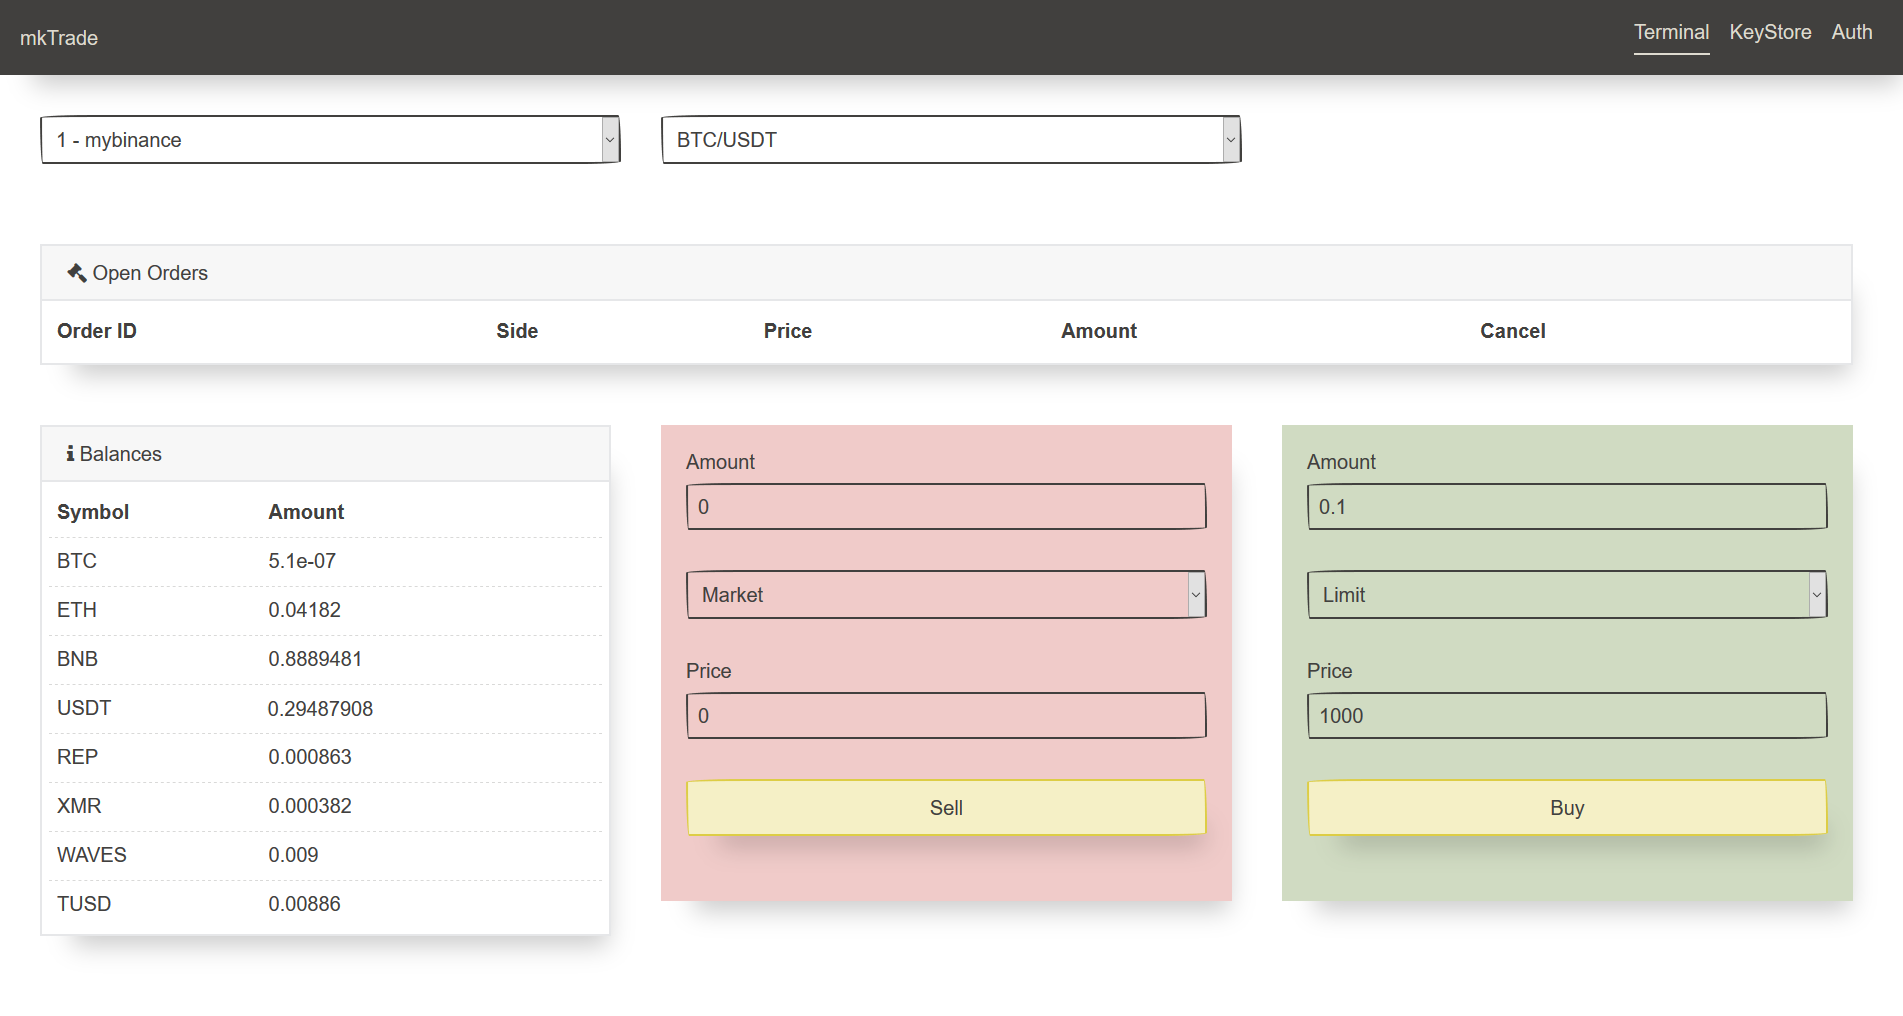 mkTrade
Terminal KeyStore Auth
1 - mybinance
BTC/USDT
Open Orders
Order ID Side Price Amount Cancel
Balances
Symbol Amount
BTC 5.1e-07
ETH 0.04182
BNB 0.8889481
USDT 0.29487908
REP 0.000863
XMR 0.000382
WAVES 0.009
TUSD 0.00886
Amount
0
Market
Price
0
Sell
Amount
0.1
Limit
Price
1000
Buy